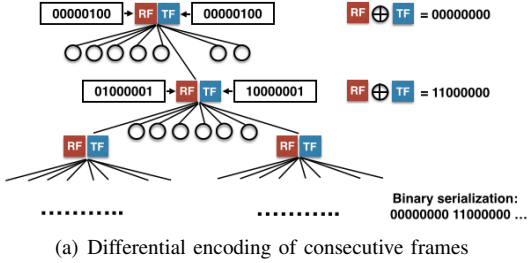 00000100 RF TF 00000100 RF ⊕ TF = 00000000
01000001 RF TF 10000001 RF ⊕ TF = 11000000
RF TF RF TF
Binary serialization:
00000000 11000000 ...
(a) Differential encoding of consecutive frames